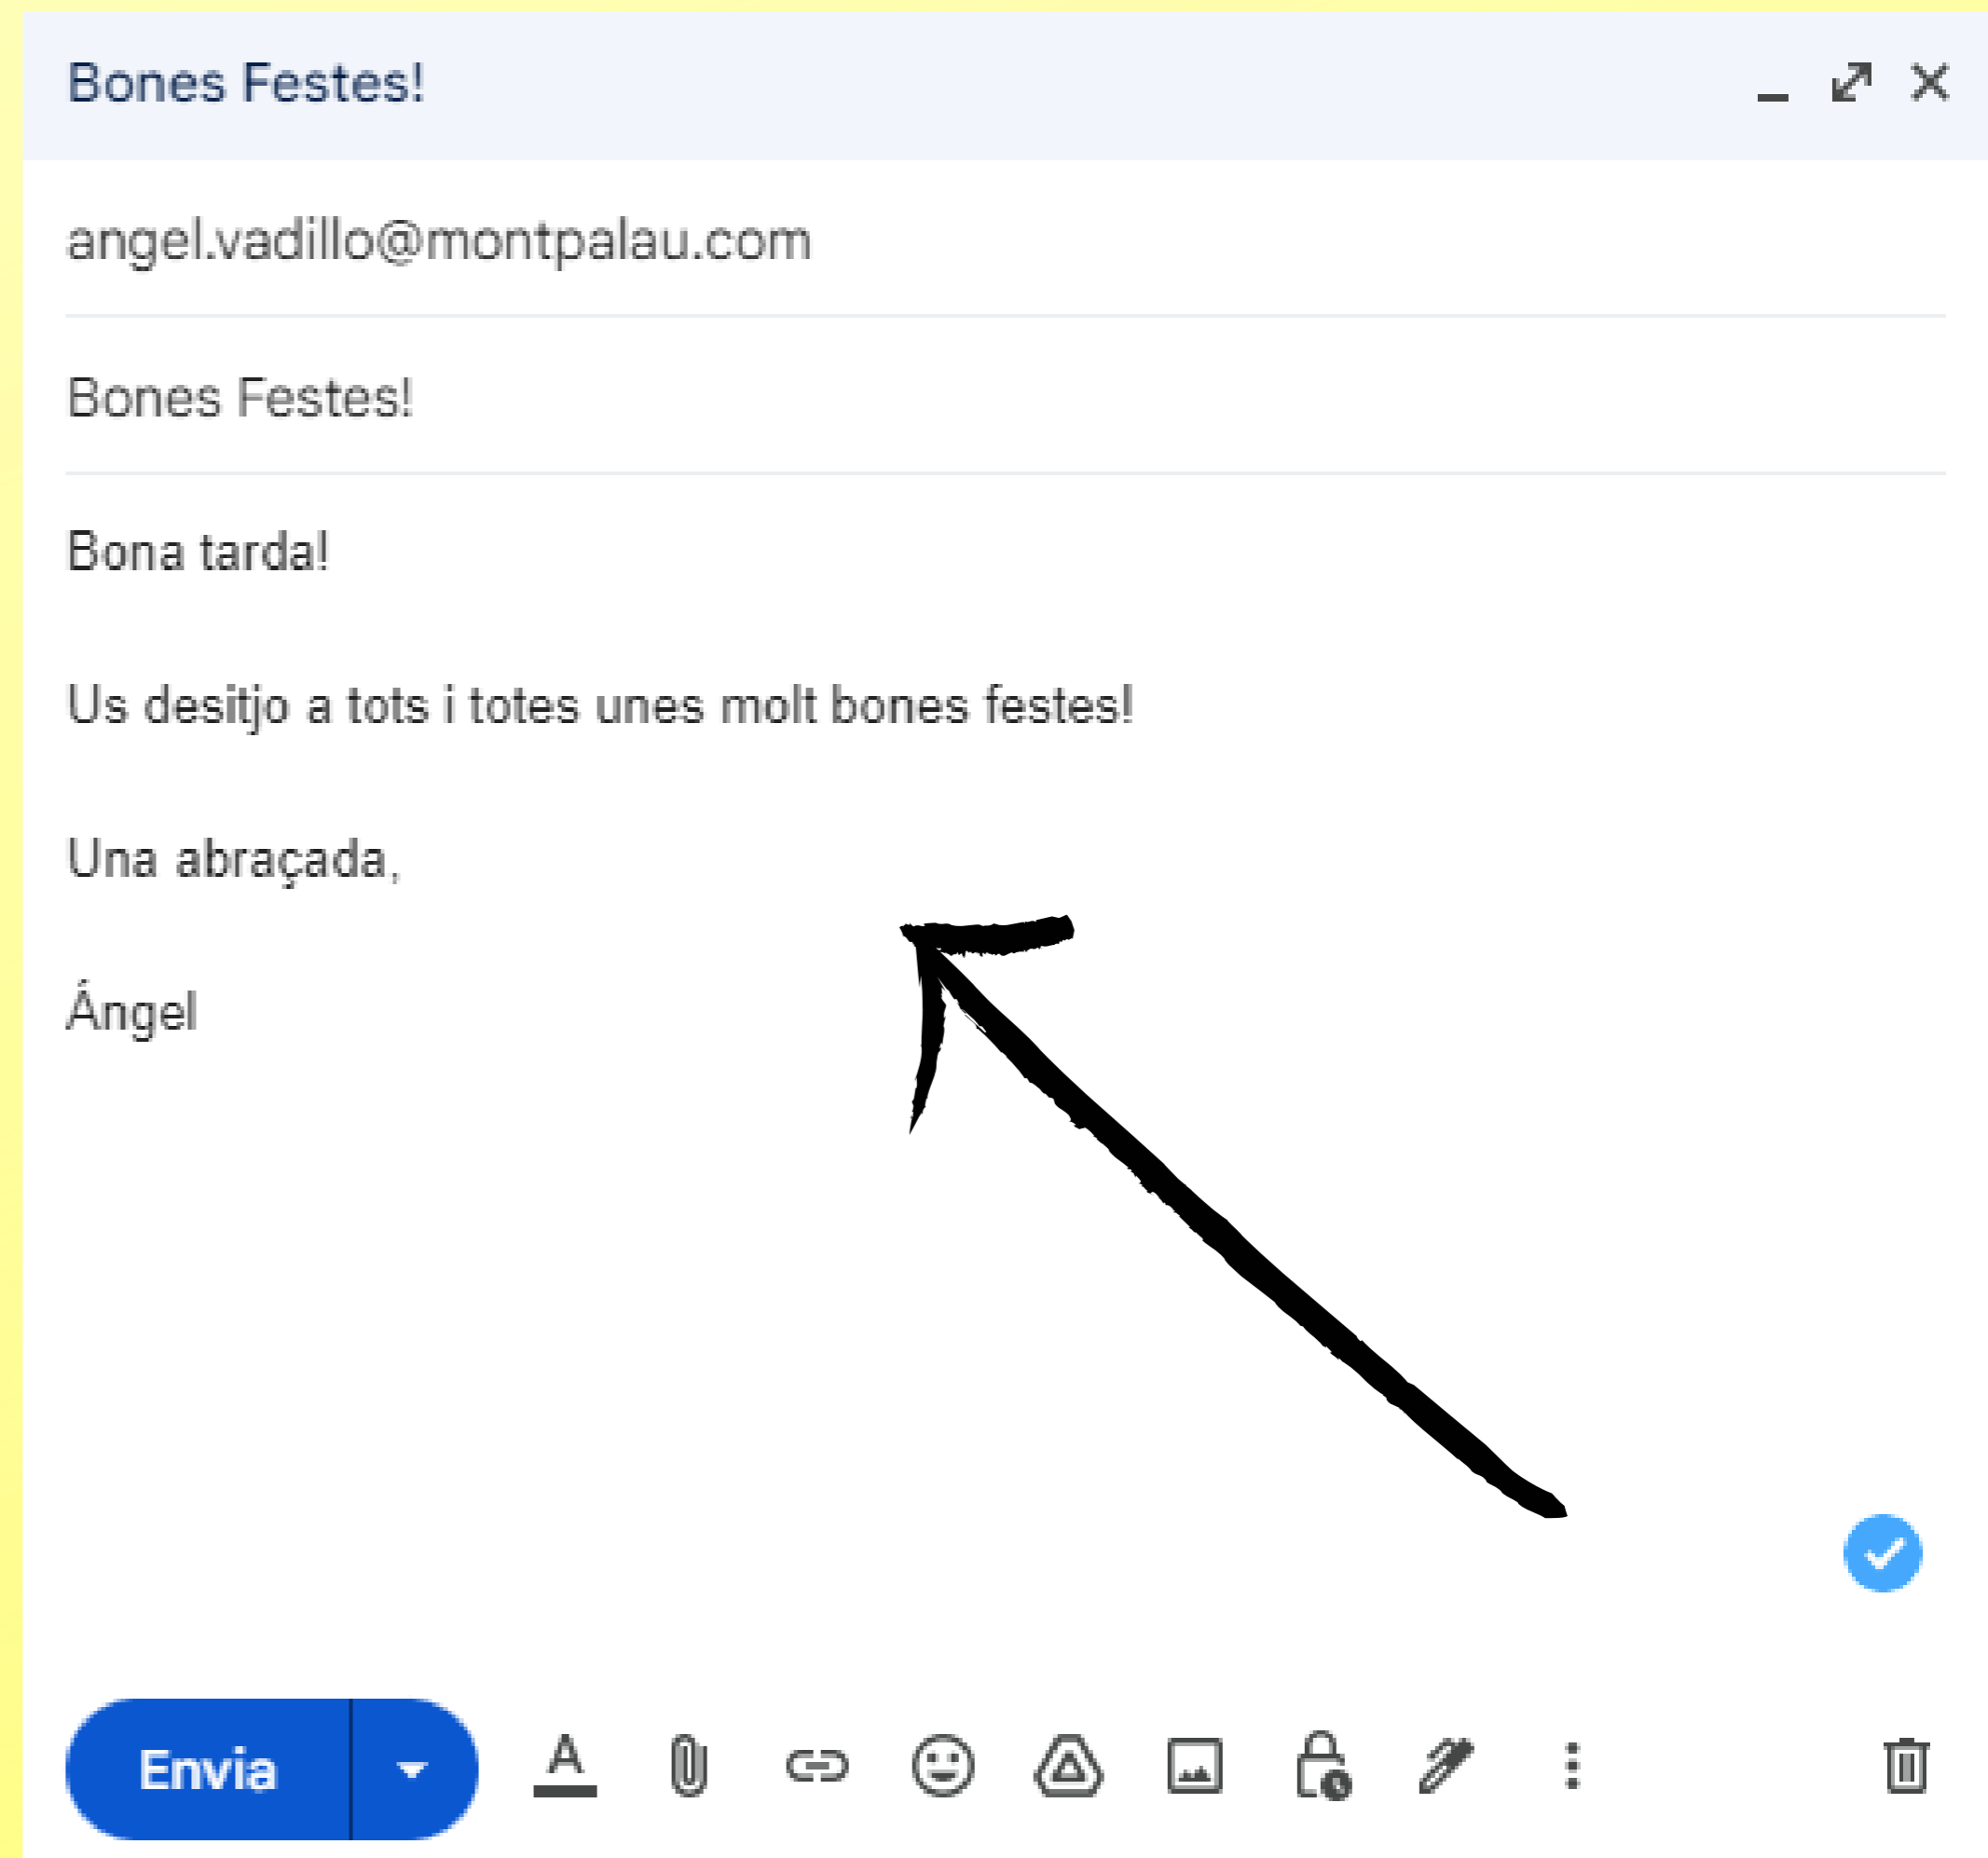 Bones Festes!
angel.vadillo@montpalau.com
Bones Festes!
Bona tarda!
Us desitjo a tots i totes unes molt bones festes!
Una abraçada,
Ángel
Envia